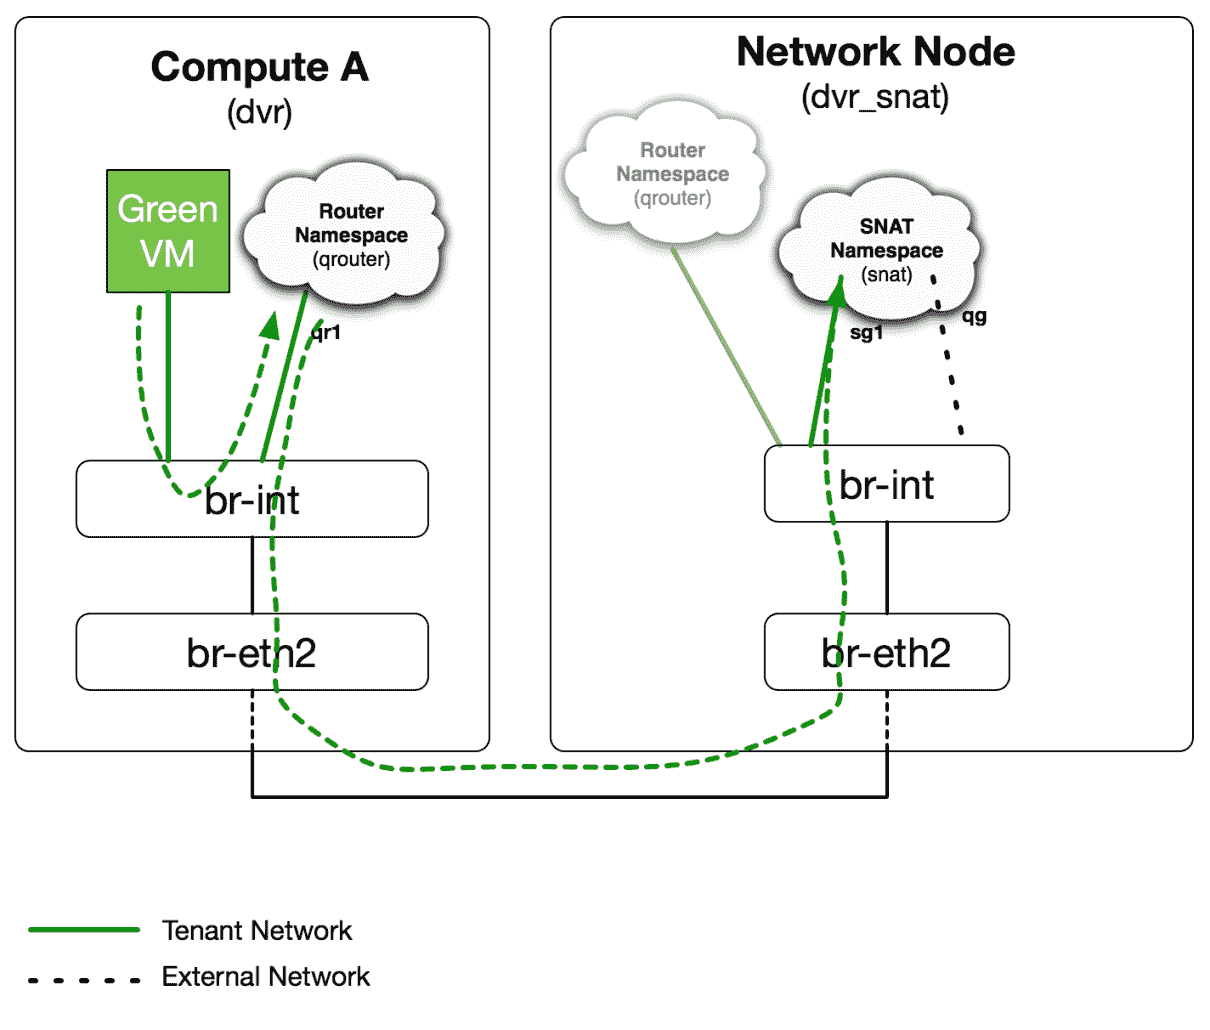 Compute A
(dvr)
Green
VM
Router
Namespace
(qrouter)
qr1
br-int
br-eth2
Network Node
(dvr_snat)
Router
Namespace
(qrouter)
SNAT
Namespace
(snat)
sg1
qg
br-int
br-eth2
Tenant Network
External Network